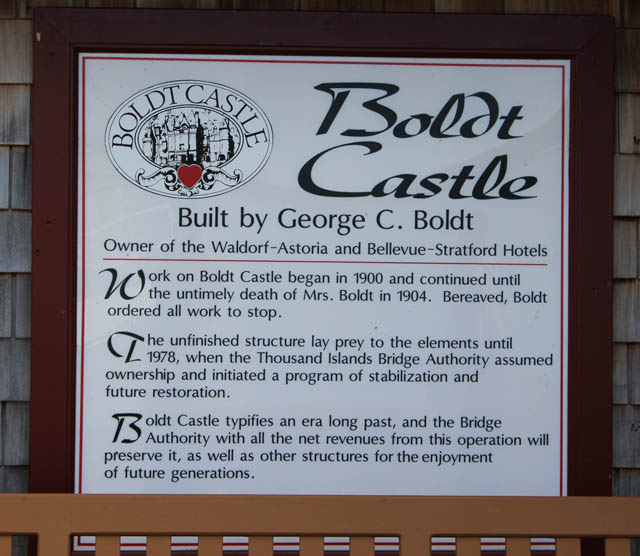 BOLDT CASTLE
Boldt
Castle
Built by George C. Boldt
Owner of the Waldorf-Astoria and Bellevue-Stratford Hotels
Work on Boldt Castle began in 1900 and continued until
the untimely death of Mrs. Boldt in 1904. Bereaved, Boldt
ordered all work to stop.
The unfinished structure lay prey to the elements until
1978, when the Thousand Islands Bridge Authority assumed
ownership and initiated a program of stabilization and
future restoration.
Boldt Castle typifies an era long past, and the Bridge
Authority with all the net revenues from this operation will
preserve it, as well as other structures for the enjoyment
of future generations.